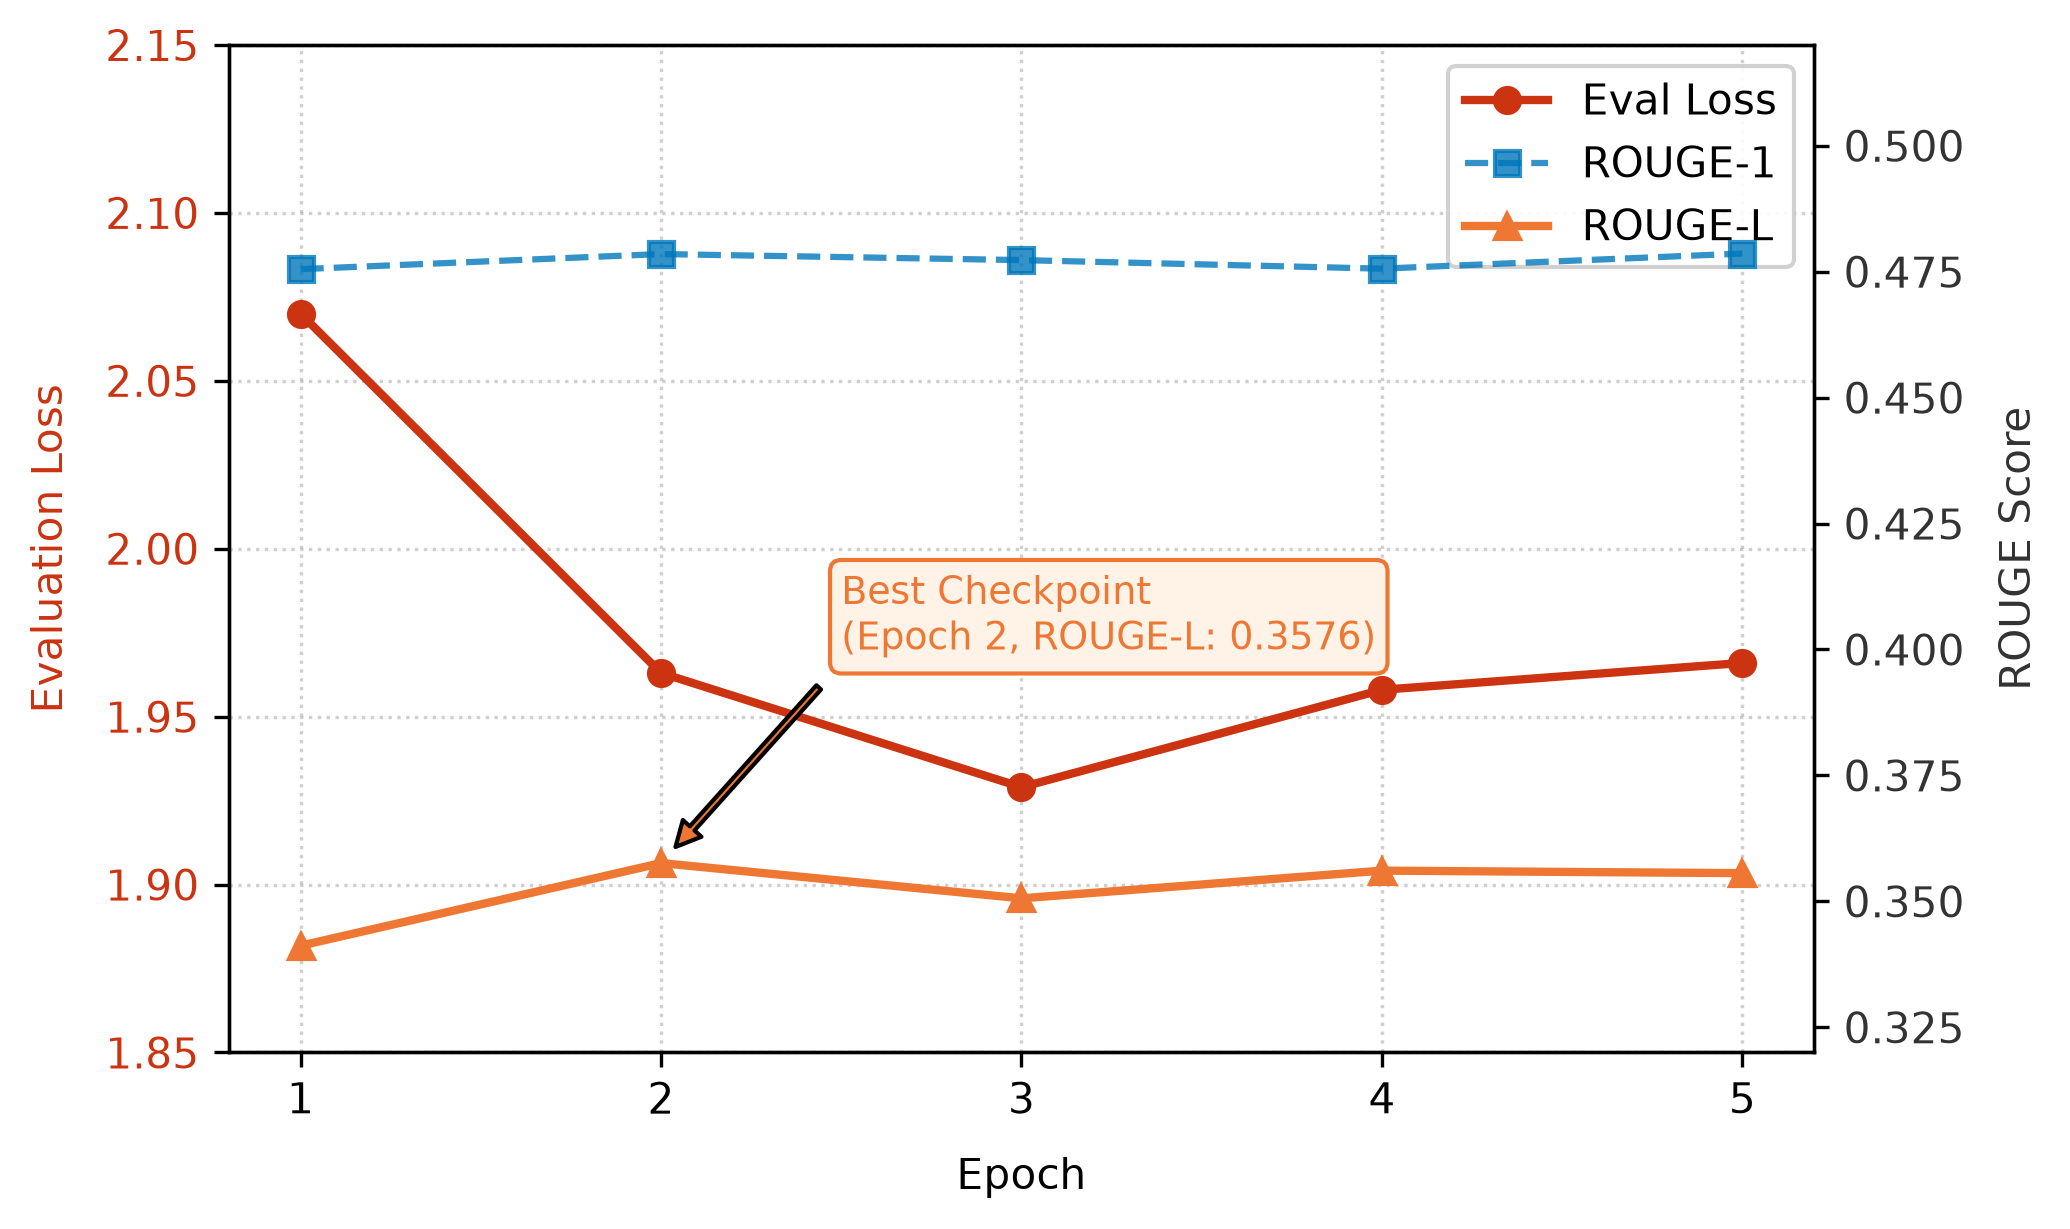 2.15
2.10
2.05
2.00
1.95
1.90
1.85
Evaluation Loss
Eval Loss
ROUGE-1
ROUGE-L
Best Checkpoint
(Epoch 2, ROUGE-L: 0.3576)
0.500
0.475
0.450
0.425
0.400
0.375
0.350
0.325
ROUGE Score
1 2 3 4 5
Epoch